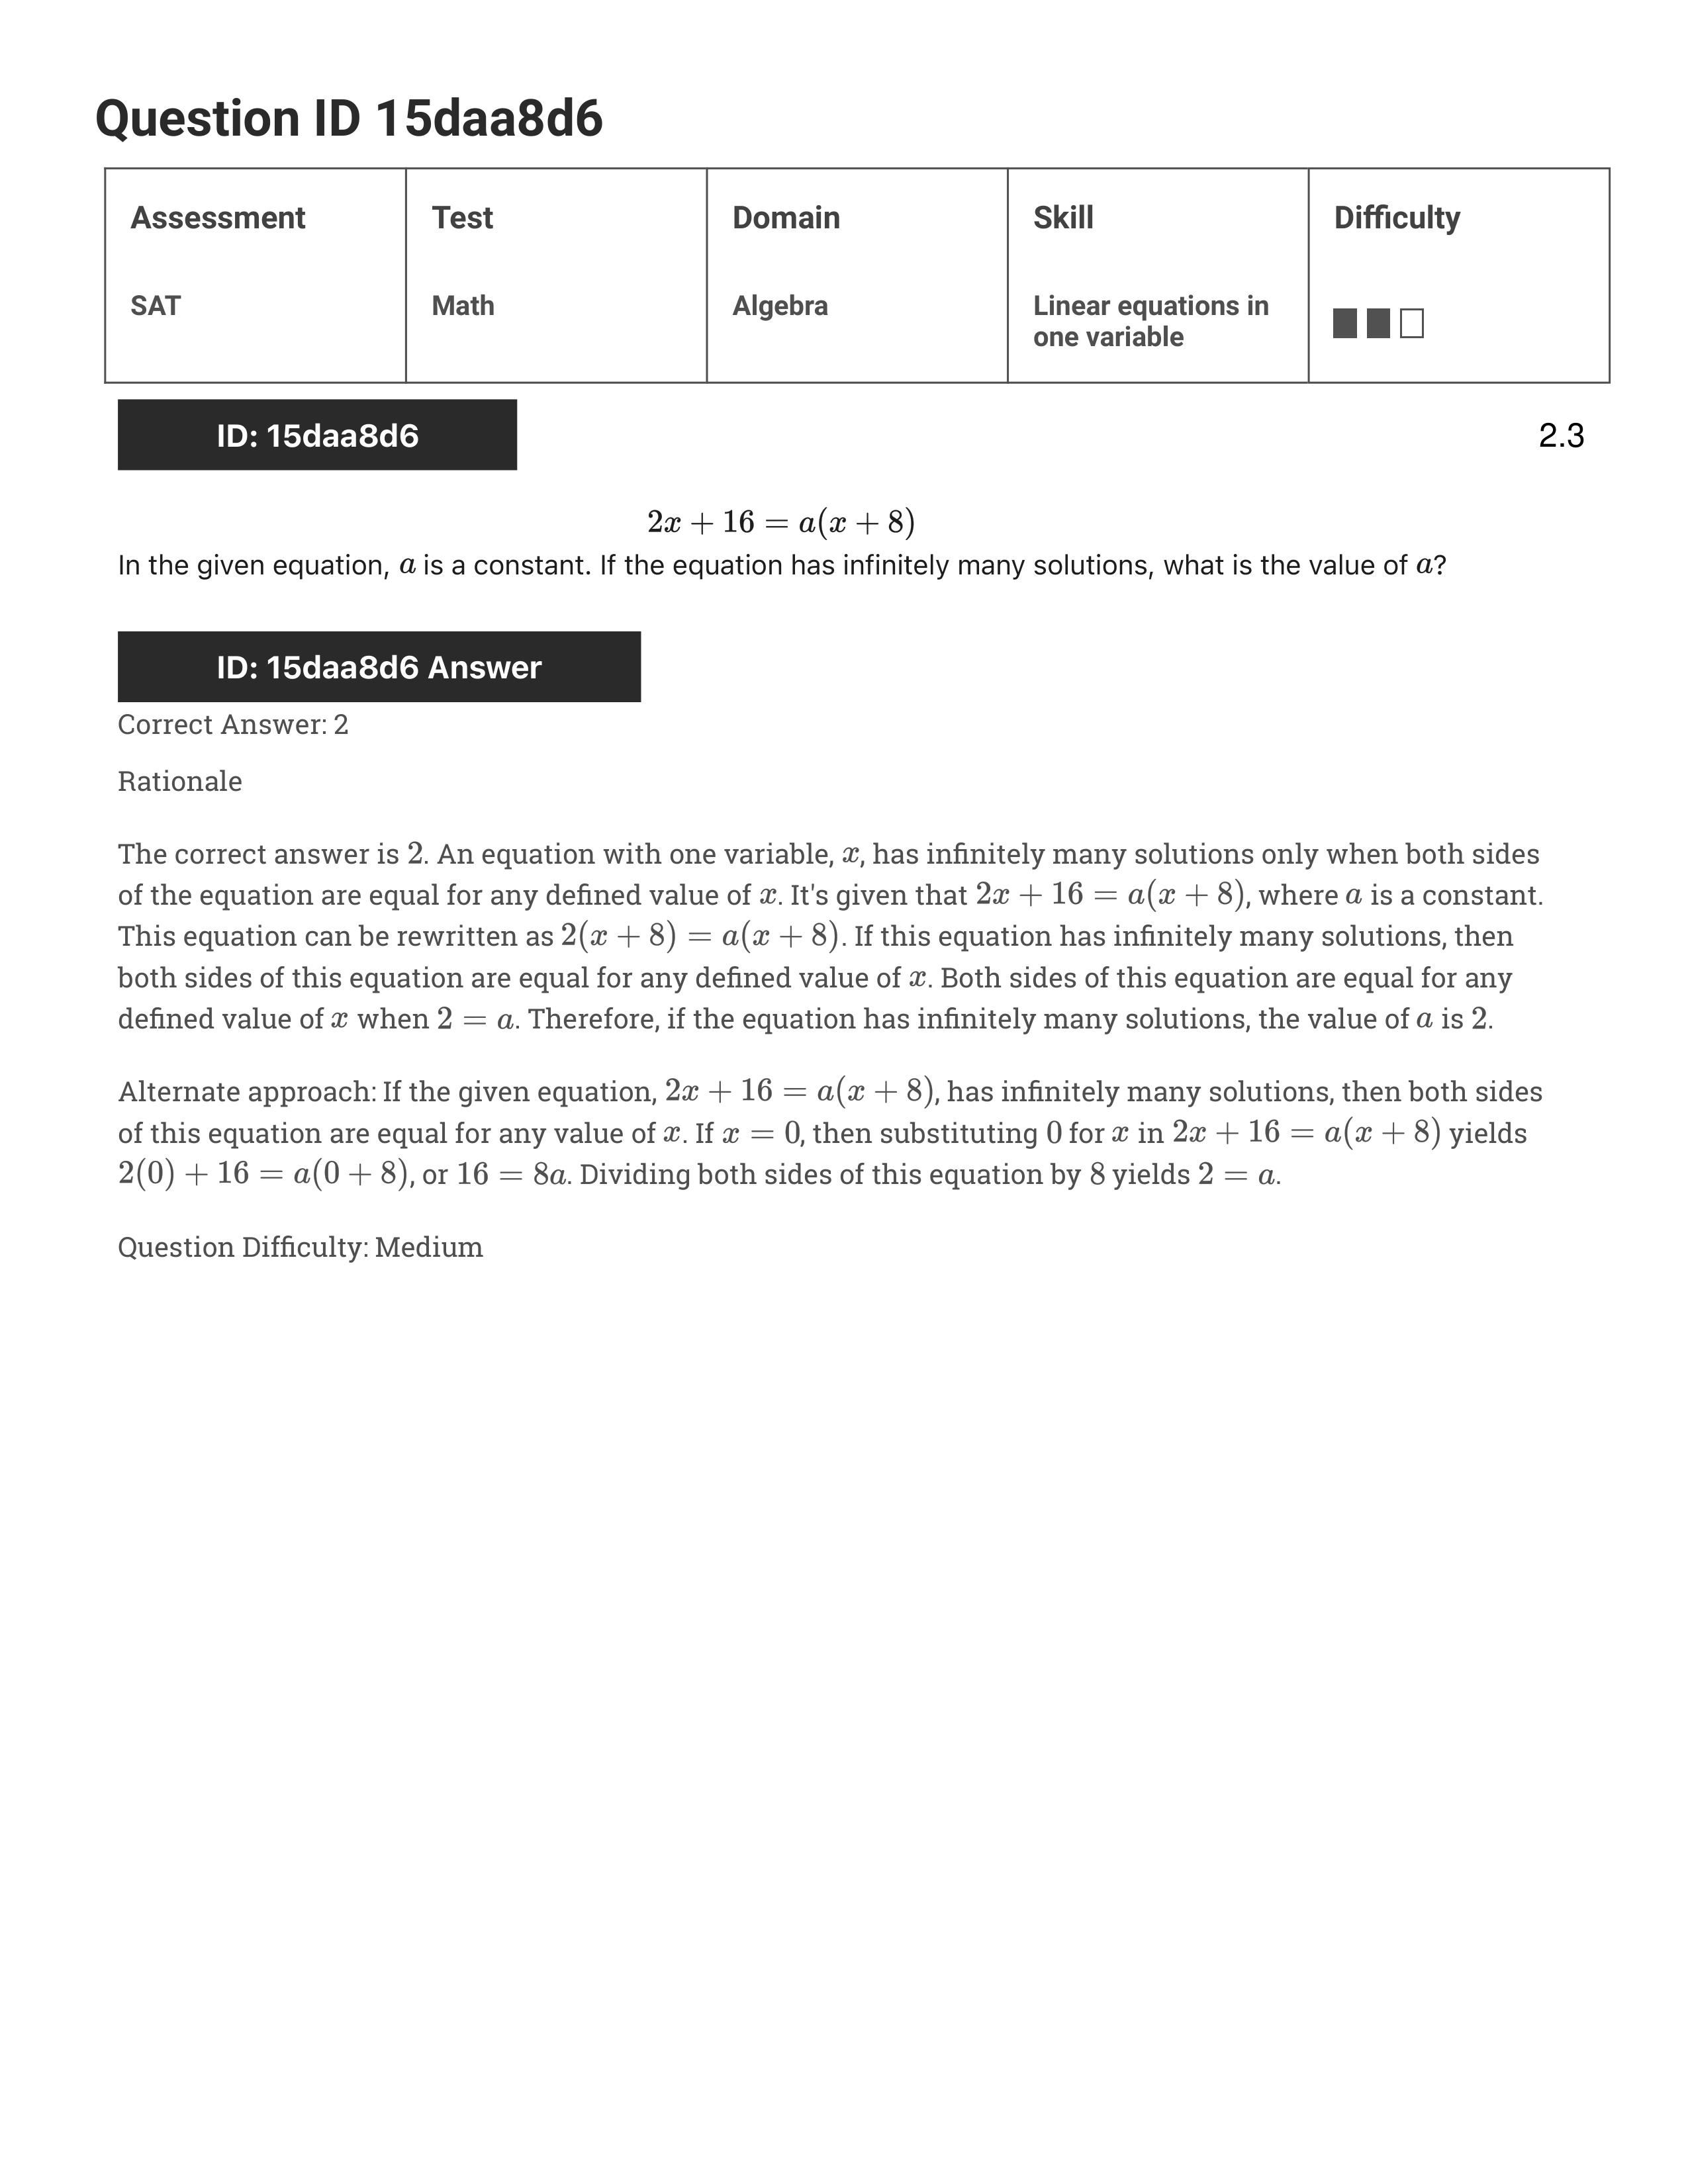 Question ID 15daa8d6
Assessment Test Domain Skill Difficulty
SAT Math Algebra Linear equations in
one variable
ID: 15daa8d6 2.3
2x + 16 = a(x + 8)
In the given equation, a is a constant. If the equation has infinitely many solutions, what is the value of a?
ID: 15daa8d6 Answer
Correct Answer: 2
Rationale
The correct answer is 2. An equation with one variable, x, has infinitely many solutions only when both sides
of the equation are equal for any defined value of x. It's given that 2x + 16 = a(x + 8), where a is a constant.
This equation can be rewritten as 2(x + 8) = a(x + 8). If this equation has infinitely many solutions, then
both sides of this equation are equal for any defined value of x. Both sides of this equation are equal for any
defined value of x when 2 = a. Therefore, if the equation has infinitely many solutions, the value of a is 2.
Alternate approach: If the given equation, 2x + 16 = a(x + 8), has infinitely many solutions, then both sides
of this equation are equal for any value of x. If x = 0, then substituting 0 for x in 2x + 16 = a(x + 8) yields
2(0) + 16 = a(0 + 8), or 16 = 8a. Dividing both sides of this equation by 8 yields 2 = a.
Question Difficulty: Medium